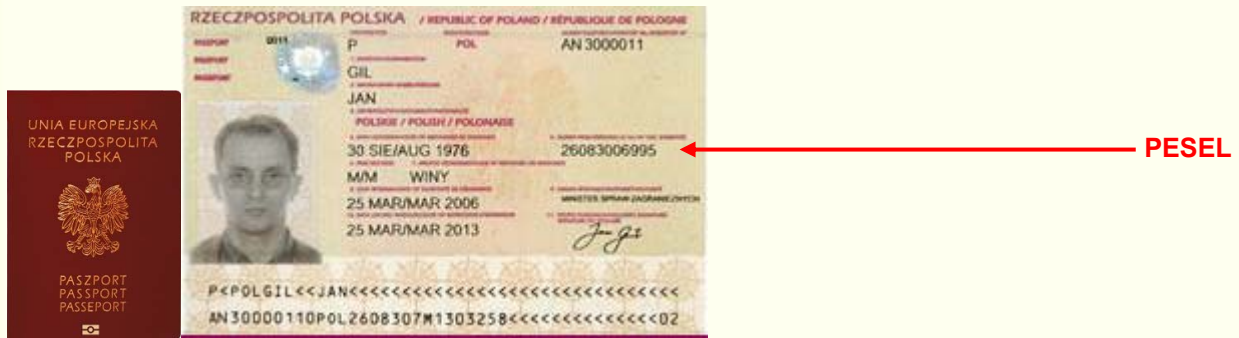 UNIA EUROPEJSKA
RZECZPOSPOLITA
POLSKA
PASZPORT
PASSPORT
PASSEPORT
RZECZPOSPOLITA POLSKA / REPUBLIC OF POLAND / RÉPUBLIQUE DE POLOGNE
P POL AN 3000011
GIL
JAN
POLSKIE / POLISH / POLONAISE
30 SIE/AUG 1976 26083006995
M/M WINY
25 MAR/MAR 2006 MINISTER SPRAW ZAGRANICZNYCH
25 MAR/MAR 2013
Jan Gil
P<POLGIL<<JAN<<<<<<<<<<<<<<<<<<<<<<<<<<<<<<<
AN30000110POL2608307M1303258<<<<<<<<<<<<<<02
PESEL